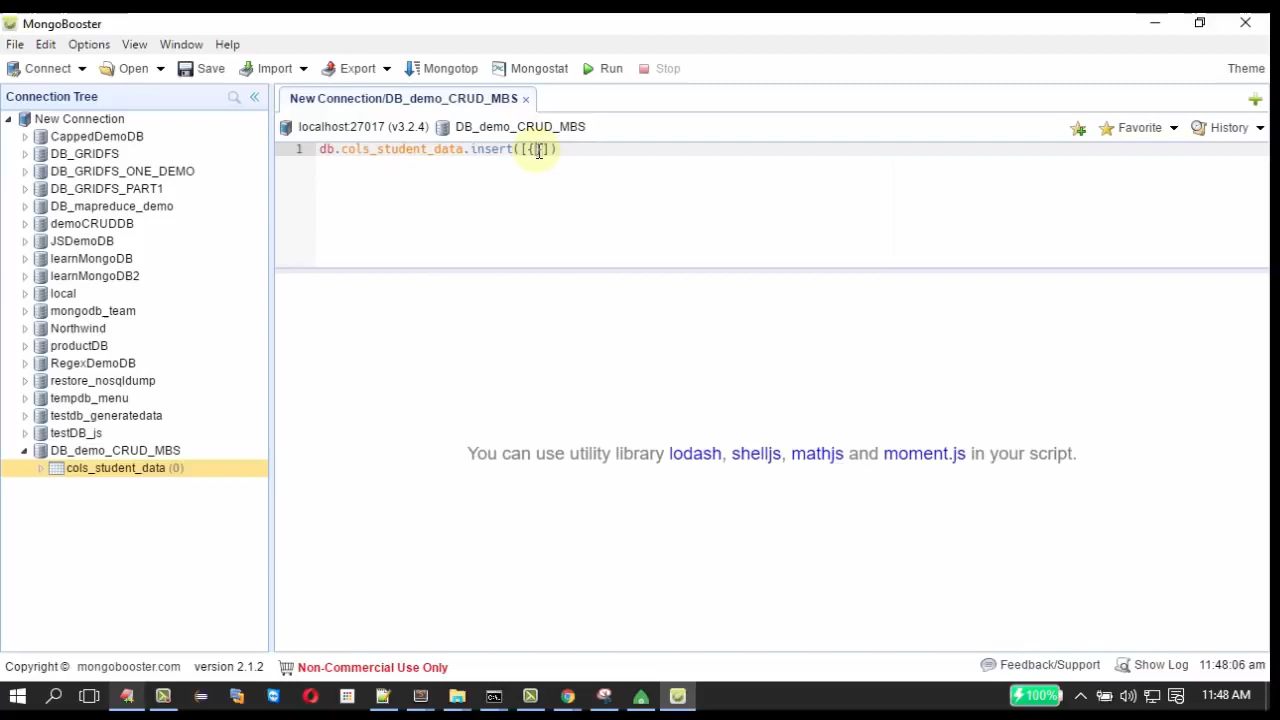 MongoBooster
File Edit Options View Window Help
Connect Open Save Import Export Mongotop Mongostat Run Stop Theme
Connection Tree
New Connection
CappedDemoDB
DB_GRIDFS
DB_GRIDFS_ONE_DEMO
DB_GRIDFS_PART1
DB_mapreduce_demo
demoCRUDDB
JSDemoDB
learnMongoDB
learnMongoDB2
local
mongodb_team
Northwind
productDB
RegexDemoDB
restore_nosqldump
tempdb_menu
testdb_generatedata
testDB_js
DB_demo_CRUD_MBS
cols_student_data (0)
New Connection/DB_demo_CRUD_MBS
localhost:27017 (v3.2.4) DB_demo_CRUD_MBS Favorite History
1 db.cols_student_data.insert([{}])
You can use utility library lodash, shelljs, mathjs and moment.js in your script.
Copyright © mongobooster.com version 2.1.2 Non-Commercial Use Only Feedback/Support Show Log 11:48:06 am
100% 11:48 AM